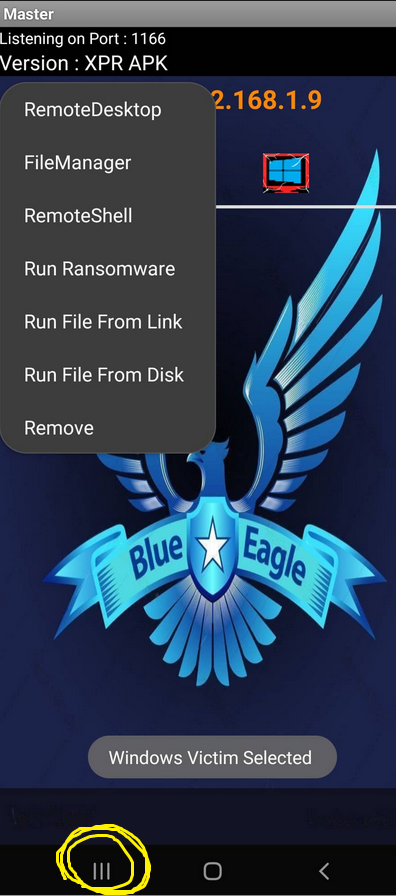 Master
Listening on Port : 1166
Version : XPR APK
2.168.1.9
RemoteDesktop
FileManager
RemoteShell
Run Ransomware
Run File From Link
Run File From Disk
Remove
Blue Eagle
Windows Victim Selected